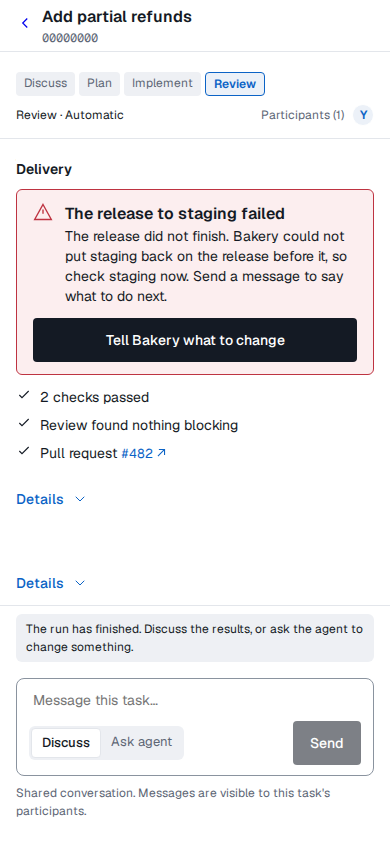 Add partial refunds
00000000
Discuss
Plan
Implement
Review
Review · Automatic
Participants (1)
Y
Delivery
The release to staging failed
The release did not finish. Bakery could not
put staging back on the release before it, so
check staging now. Send a message to say
what to do next.
Tell Bakery what to change
2 checks passed
Review found nothing blocking
Pull request #482
Details
Details
The run has finished. Discuss the results, or ask the agent to
change something.
Message this task…
Discuss
Ask agent
Send
Shared conversation. Messages are visible to this task's
participants.